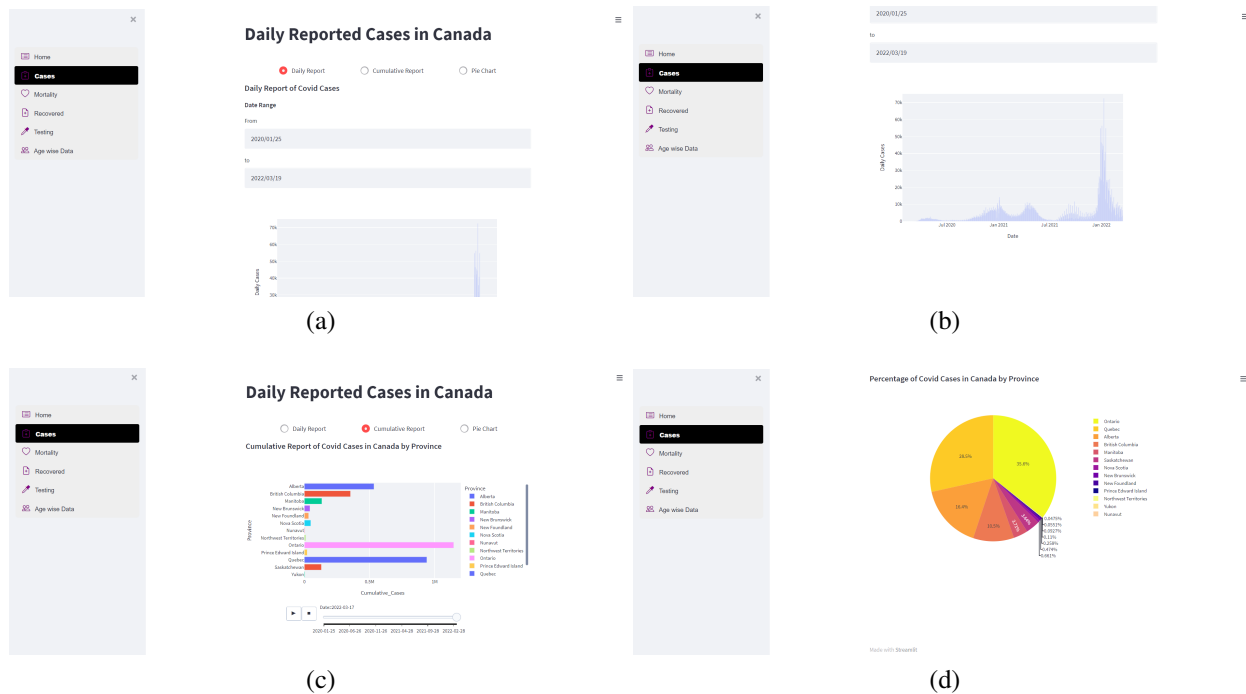 Daily Reported Cases in Canada
Home
Cases
Mortality
Recovered
Testing
Age wise Data
Daily Report
Cumulative Report
Pie Chart
Daily Report of Covid Cases
Date Range
From
2020/01/25
to
2022/03/19
70k
60k
50k
40k
30k
Daily Cases
(a)
Home
Cases
Mortality
Recovered
Testing
Age wise Data
2020/01/25
to
2022/03/19
70k
60k
50k
40k
30k
20k
10k
0
Daily Cases
Jul 2020
Jan 2021
Jul 2021
Jan 2022
Date
(b)
Home
Cases
Mortality
Recovered
Testing
Age wise Data
Daily Reported Cases in Canada
Daily Report
Cumulative Report
Pie Chart
Cumulative Report of Covid Cases in Canada by Province
Province
Alberta
British Columbia
Manitoba
New Brunswick
New Foundland
Nova Scotia
Nunavut
Northwest Territories
Ontario
Prince Edward Island
Quebec
Saskatchewan
Yukon
0
0.5M
1M
Cumulative_Cases
Province
Alberta
British Columbia
Manitoba
New Brunswick
New Foundland
Nova Scotia
Nunavut
Northwest Territories
Ontario
Prince Edward Island
Quebec
Date:2022-03-17
2020-01-25 2020-06-26 2020-11-26 2021-04-28 2021-09-28 2022-02-28
(c)
Home
Cases
Mortality
Recovered
Testing
Age wise Data
Percentage of Covid Cases in Canada by Province
28.5%
Ontario
Quebec
Alberta
British Columbia
Manitoba
Saskatchewan
Nova Scotia
New Brunswick
New Foundland
Prince Edward Island
Northwest Territories
Yukon
Nunavut
0.11%
0.661%
Made with Streamlit
(d)